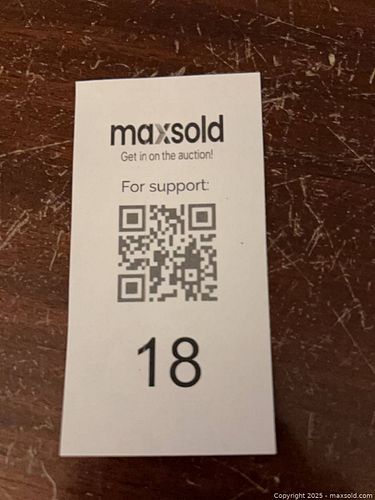 maxsold
Get in on the auction!
For support:
18
Copyright 2025 - maxsold.com